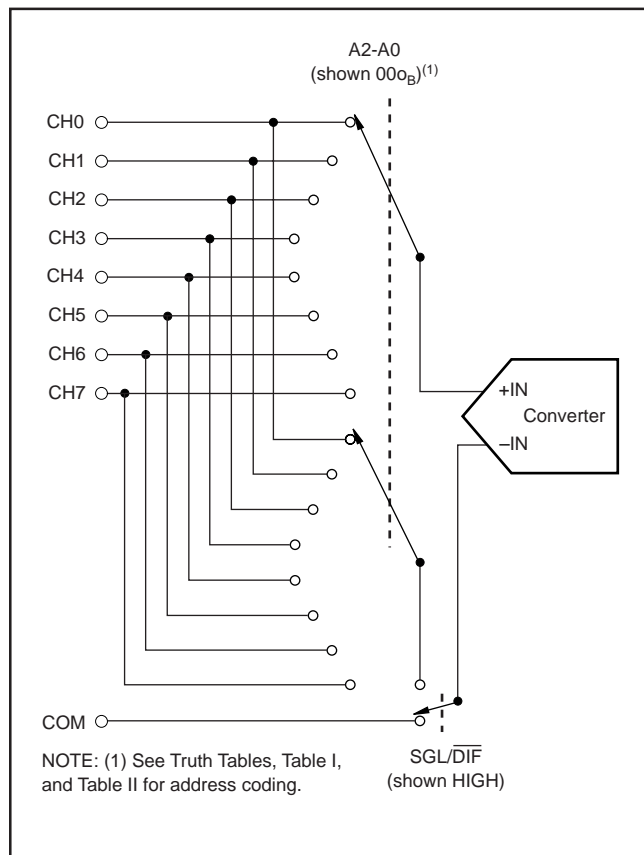 A2-A0
(shown 00oB)(1)
CH0
CH1
CH2
CH3
CH4
CH5
CH6
CH7
+IN
Converter
–IN
COM
NOTE: (1) See Truth Tables, Table I,
and Table II for address coding.
SGL/DIF
(shown HIGH)